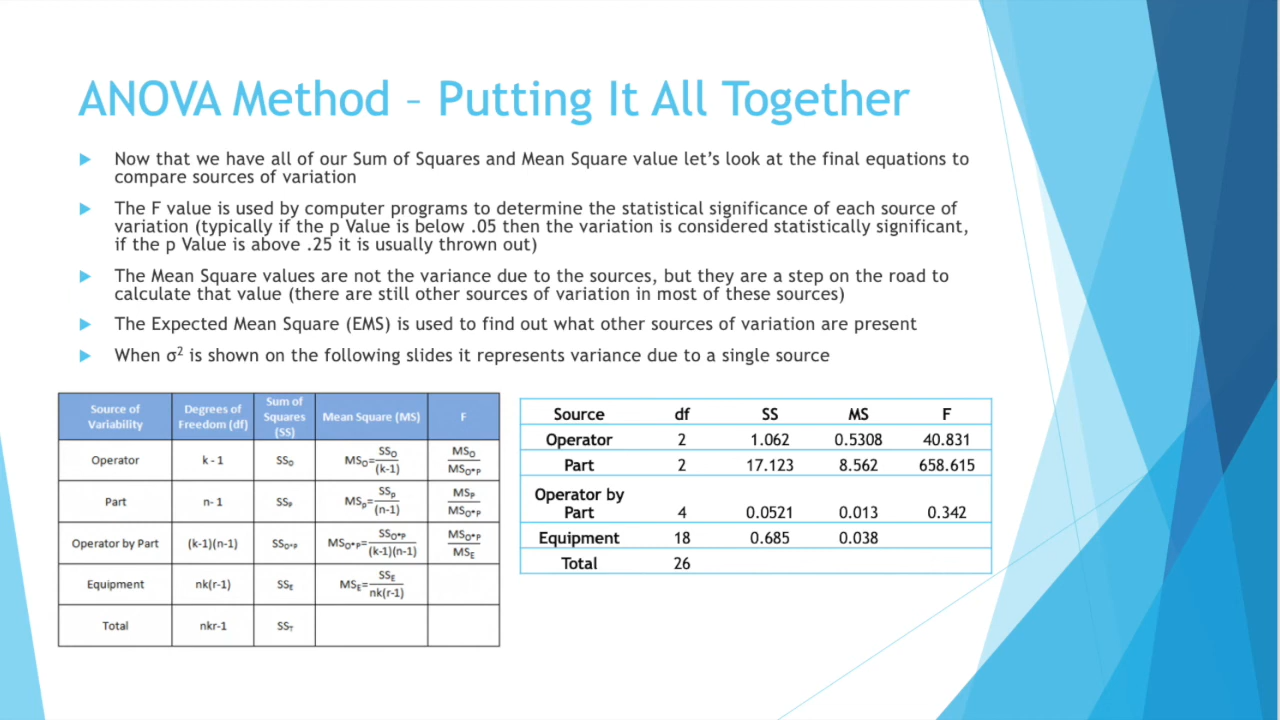 ANOVA Method – Putting It All Together
Now that we have all of our Sum of Squares and Mean Square value let's look at the final equations to
compare sources of variation
The F value is used by computer programs to determine the statistical significance of each source of
variation (typically if the p Value is below .05 then the variation is considered statistically significant,
if the p Value is above .25 it is usually thrown out)
The Mean Square values are not the variance due to the sources, but they are a step on the road to
calculate that value (there are still other sources of variation in most of these sources)
The Expected Mean Square (EMS) is used to find out what other sources of variation are present
When σ² is shown on the following slides it represents variance due to a single source
Source of Variability | Degrees of Freedom (df) | Sum of Squares (SS) | Mean Square (MS) | F
Operator | k - 1 | SSO | MSO=SSO/(k-1) | MSO/MSO*P
Part | n- 1 | SSP | MSP=SSP/(n-1) | MSP/MSO*P
Operator by Part | (k-1)(n-1) | SSO*P | MSO*P=SSO*P/(k-1)(n-1) | MSO*P/MSE
Equipment | nk(r-1) | SSE | MSE=SSE/nk(r-1)
Total | nkr-1 | SST
Source df SS MS F
Operator 2 1.062 0.5308 40.831
Part 2 17.123 8.562 658.615
Operator by
Part 4 0.0521 0.013 0.342
Equipment 18 0.685 0.038
Total 26